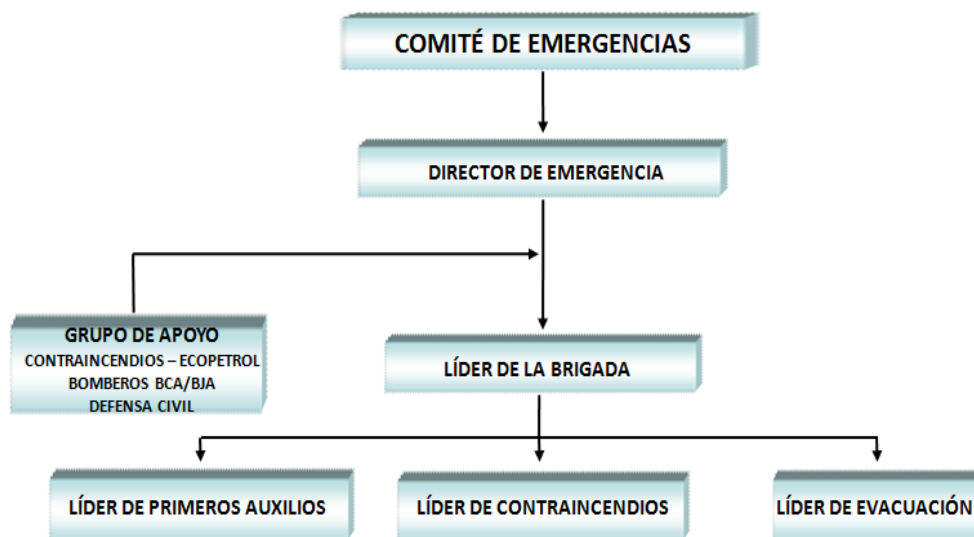 COMITÉ DE EMERGENCIAS
DIRECTOR DE EMERGENCIA
GRUPO DE APOYO
CONTRAINCENDIOS – ECOPETROL
BOMBEROS BCA/BJA
DEFENSA CIVIL
LÍDER DE LA BRIGADA
LÍDER DE PRIMEROS AUXILIOS
LÍDER DE CONTRAINCENDIOS
LÍDER DE EVACUACIÓN